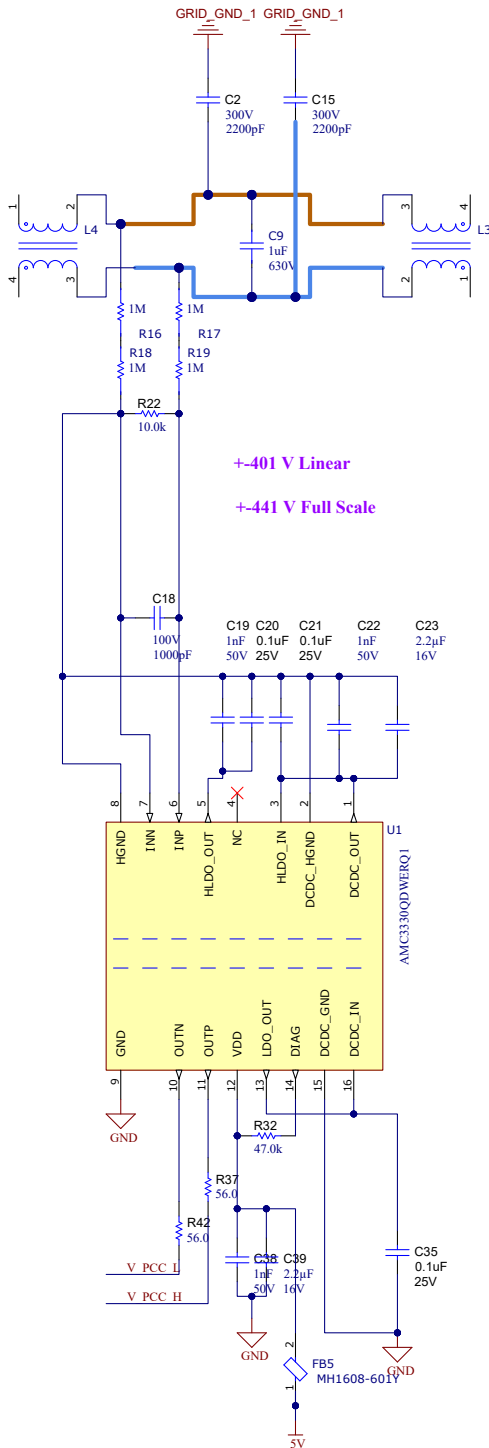 GRID_GND_1 GRID_GND_1
C2
300V
2200pF
C15
300V
2200pF
1 2
L4
4 3
C9
1uF
630V
3 4
L3
2 1
1M 1M
R16 R17
R18 R19
1M 1M
R22
10.0k
+-401 V Linear
+-441 V Full Scale
C18
100V
1000pF
C19 C20 C21 C22 C23
1nF 0.1uF 0.1uF 1nF 2.2µF
50V 25V 25V 50V 16V
8 7 6 5 4 3 2 1
U1
HGND INN INP HLDO_OUT NC HLDO_IN DCDC_HGND DCDC_OUT
AMC3330QDWERQ1
GND OUTN OUTP VDD LDO_OUT DIAG DCDC_GND DCDC_IN
9 10 11 12 13 14 15 16
GND
R32
47.0k
R37
56.0
R42
56.0
V_PCC_L
V_PCC_H
C38 C39
1nF 2.2µF
50V 16V
C35
0.1uF
25V
GND
GND
2
FB5
MH1608-601Y
1
5V